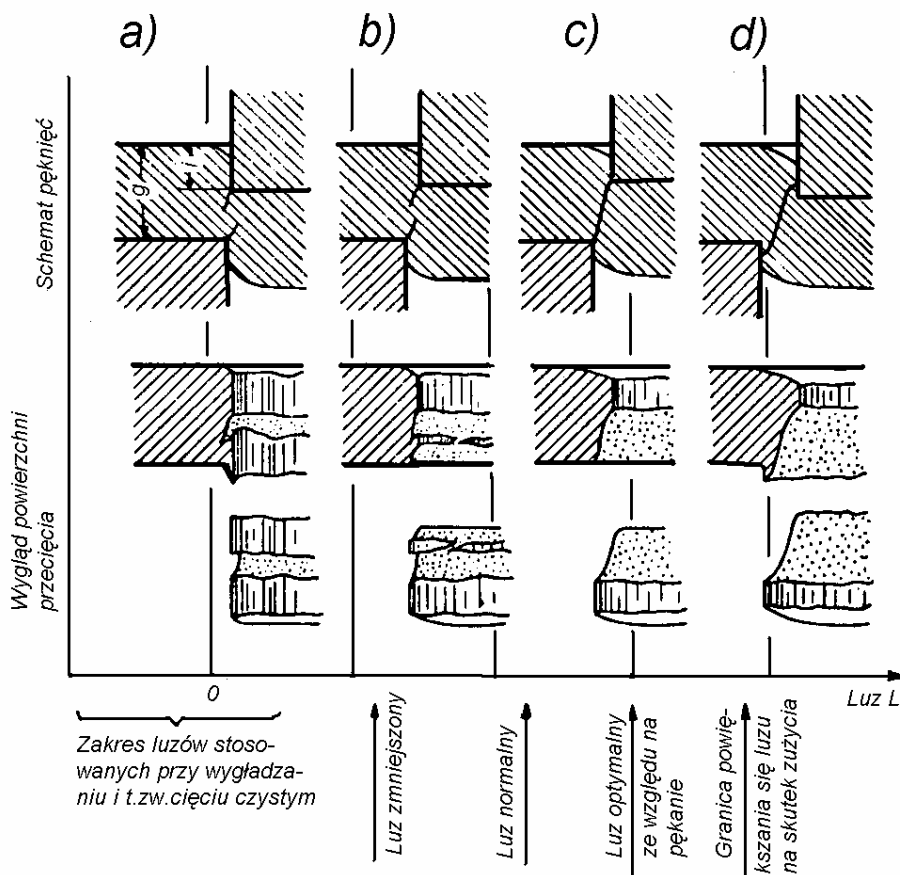 a)
b)
c)
d)
Schemat pęknięć
g
Wygląd powierzchni
przecięcia
0
Luz L
Zakres luzów stoso-
wanych przy wygładza-
niu i t.zw.cięciu czystym
Luz zmniejszony
Luz normalny
Luz optymalny
ze względu na
pękanie
Granica powię-
kszania się luzu
na skutek zużycia